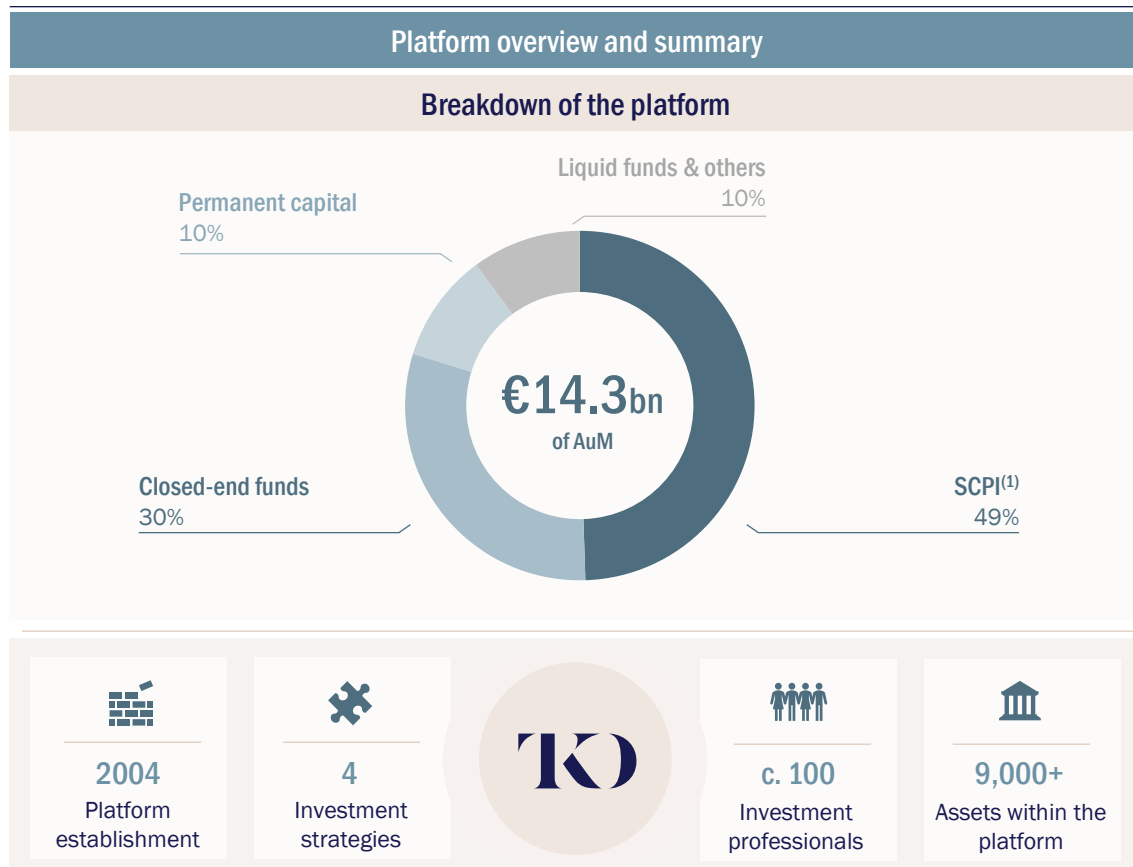 Platform overview and summary
Breakdown of the platform
Liquid funds & others
10%
Permanent capital
10%
€14.3bn
of AuM
Closed-end funds
30%
SCPI(1)
49%
2004
Platform
establishment
4
Investment
strategies
TKO
c. 100
Investment
professionals
9,000+
Assets within the
platform